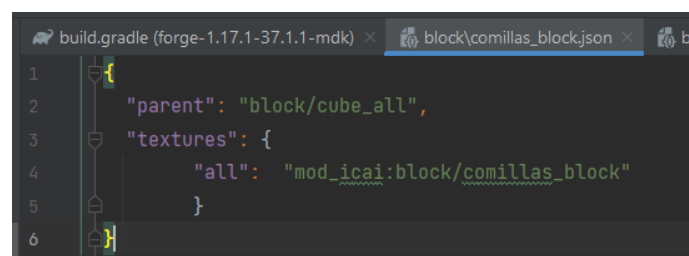 build.gradle (forge-1.17.1-37.1.1-mdk) × block\comillas_block.json × b
1 {
2 "parent": "block/cube_all",
3 "textures": {
4 "all": "mod_icai:block/comillas_block"
5 }
6 }